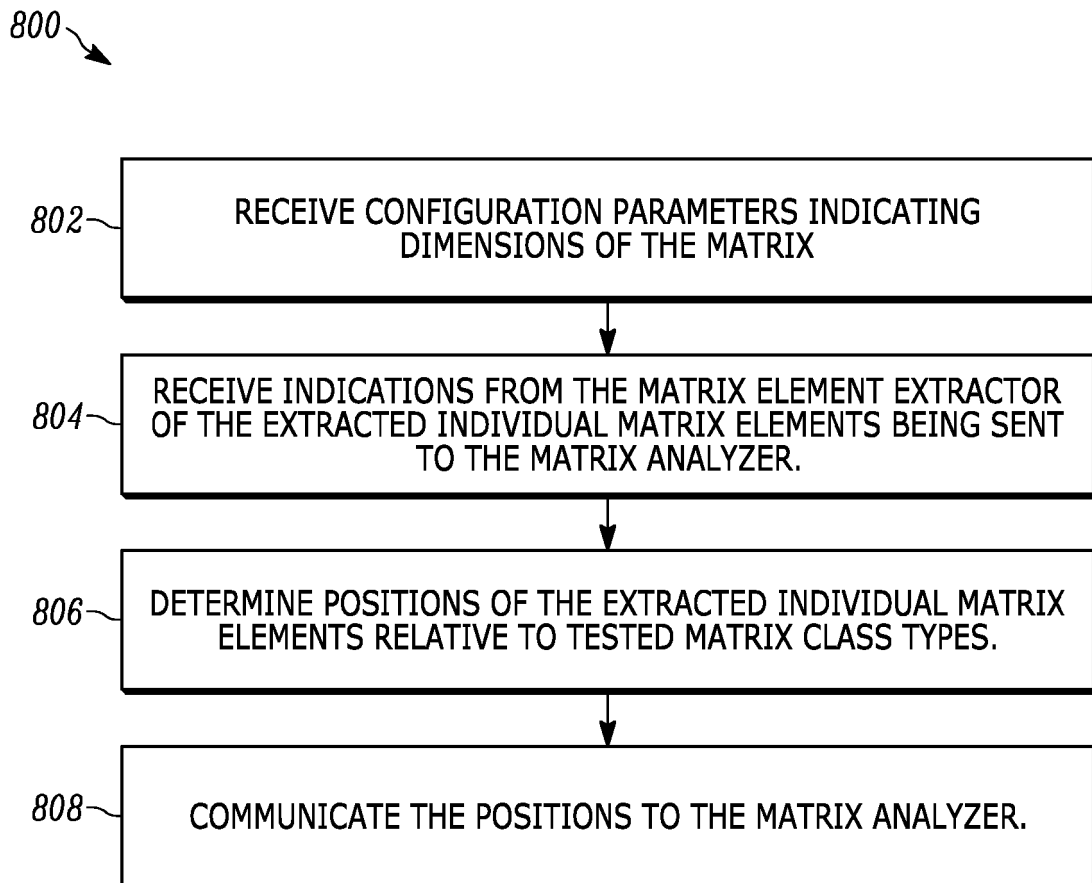 800
802
RECEIVE CONFIGURATION PARAMETERS INDICATING
DIMENSIONS OF THE MATRIX
804
RECEIVE INDICATIONS FROM THE MATRIX ELEMENT EXTRACTOR
OF THE EXTRACTED INDIVIDUAL MATRIX ELEMENTS BEING SENT
TO THE MATRIX ANALYZER.
806
DETERMINE POSITIONS OF THE EXTRACTED INDIVIDUAL MATRIX
ELEMENTS RELATIVE TO TESTED MATRIX CLASS TYPES.
808
COMMUNICATE THE POSITIONS TO THE MATRIX ANALYZER.